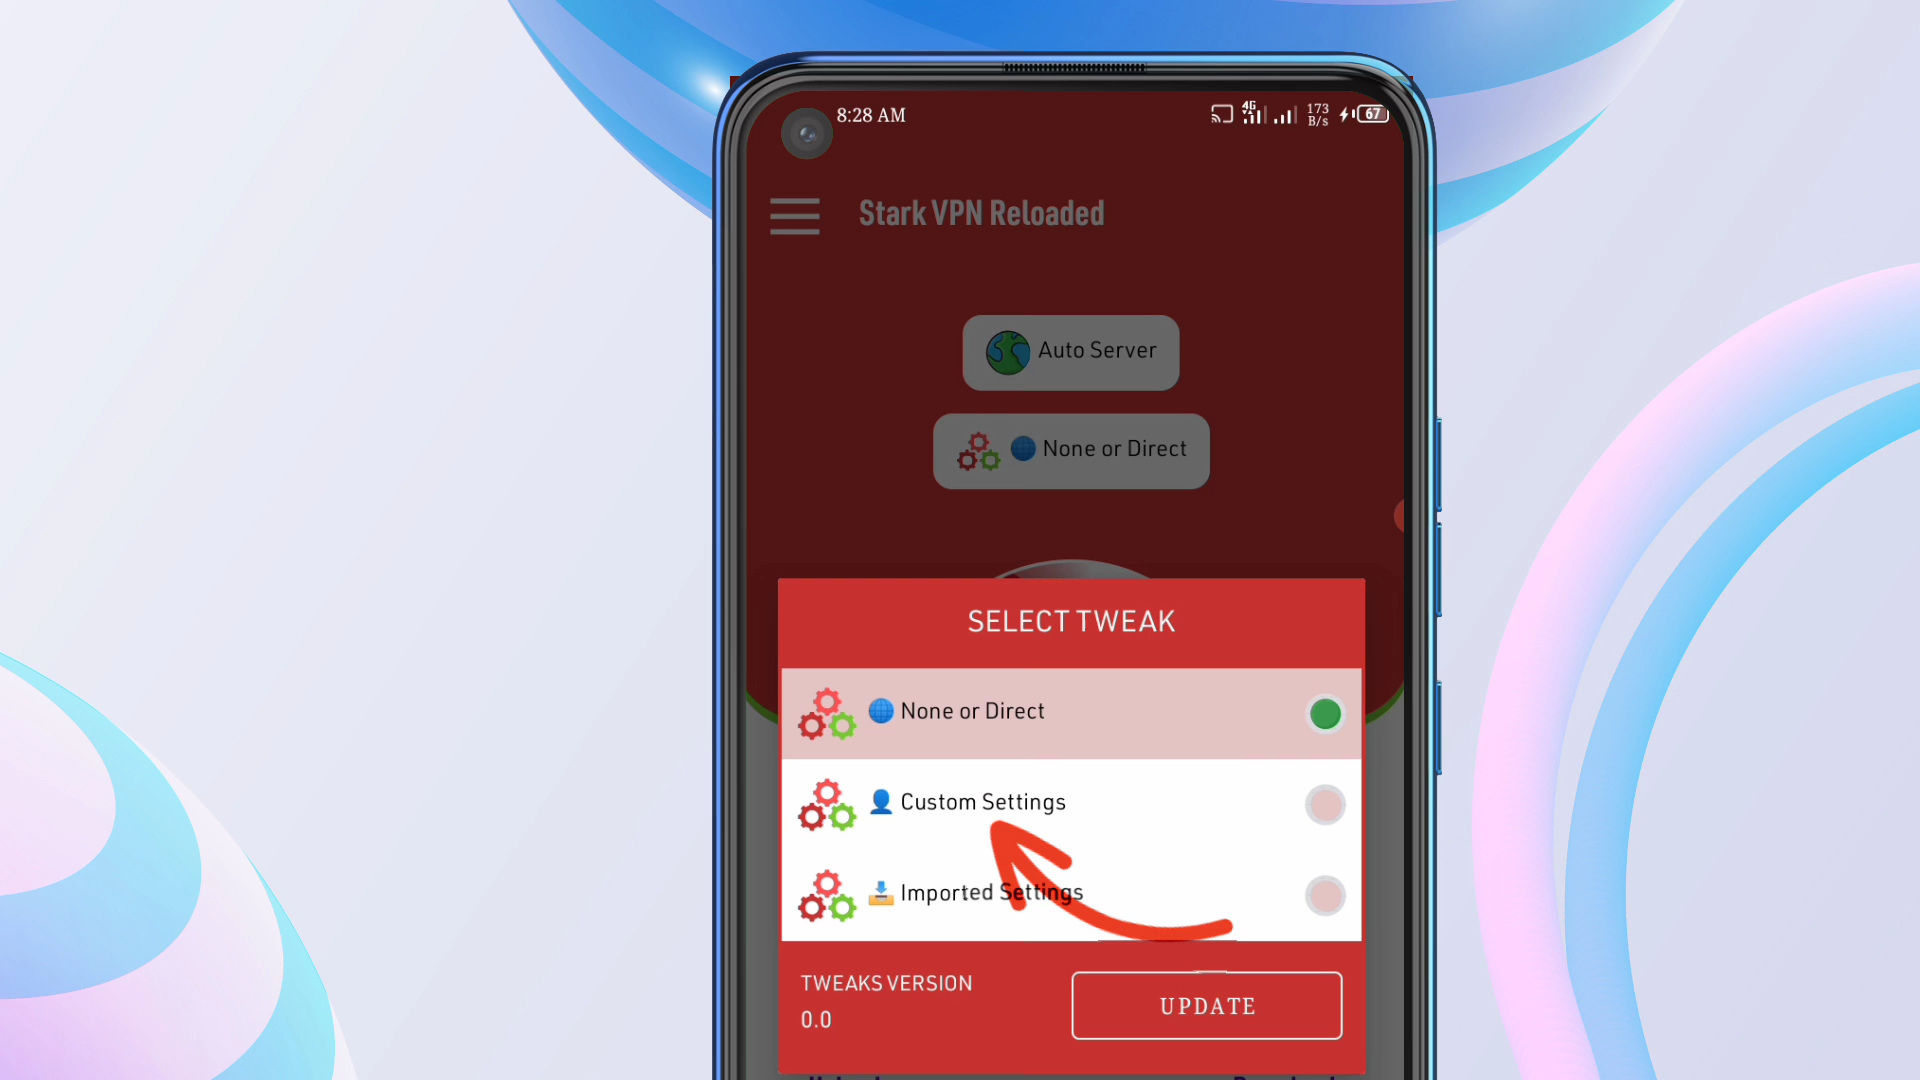 8:28 AM
4G
173
B/s
67
Stark VPN Reloaded
Auto Server
None or Direct
SELECT TWEAK
None or Direct
Custom Settings
Imported Settings
TWEAKS VERSION
0.0
UPDATE